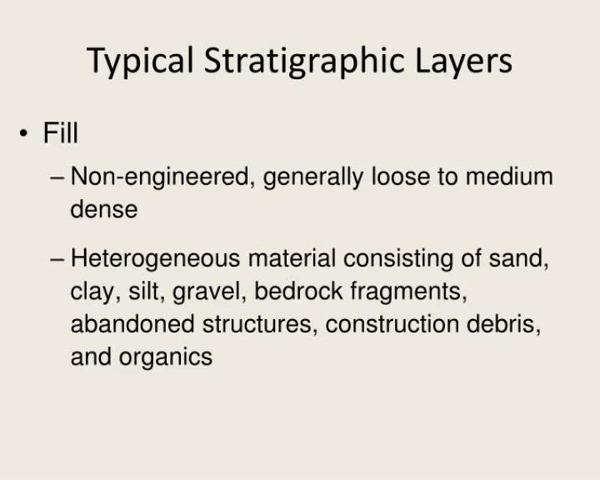 Typical Stratigraphic Layers
• Fill
– Non-engineered, generally loose to medium
dense
– Heterogeneous material consisting of sand,
clay, silt, gravel, bedrock fragments,
abandoned structures, construction debris,
and organics